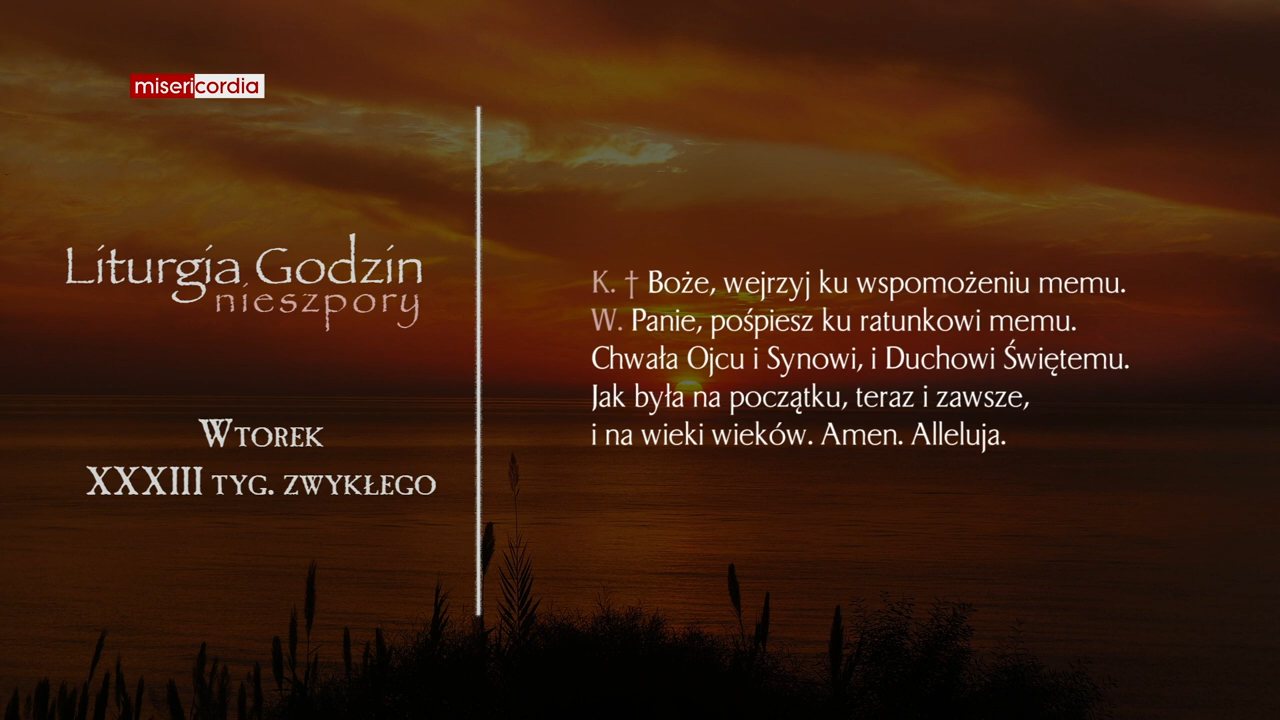 misericordia
Liturgia Godzin
nieszpory
Wtorek
XXXIII tyg. zwykłego
K. † Boże, wejrzyj ku wspomożeniu memu.
W. Panie, pośpiesz ku ratunkowi memu.
Chwała Ojcu i Synowi, i Duchowi Świętemu.
Jak była na początku, teraz i zawsze,
i na wieki wieków. Amen. Alleluja.